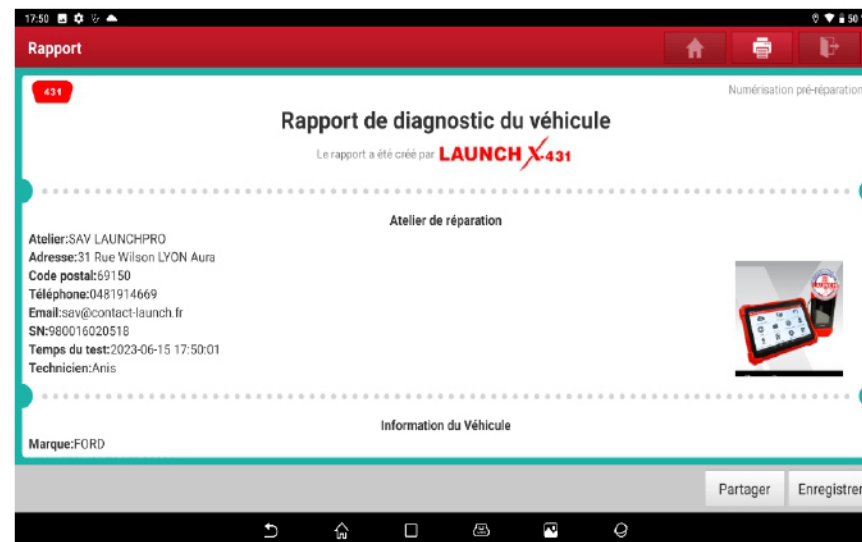 17:50
50
Rapport
431
Numérisation pré-réparation
Rapport de diagnostic du véhicule
Le rapport a été créé par LAUNCH X-431
Atelier de réparation
Atelier:SAV LAUNCHPRO
Adresse:31 Rue Wilson LYON Aura
Code postal:69150
Téléphone:0481914669
Email:sav@contact-launch.fr
SN:980016020518
Temps du test:2023-06-15 17:50:01
Technicien:Anis
LAUNCH
Information du Véhicule
Marque:FORD
Partager
Enregistrer